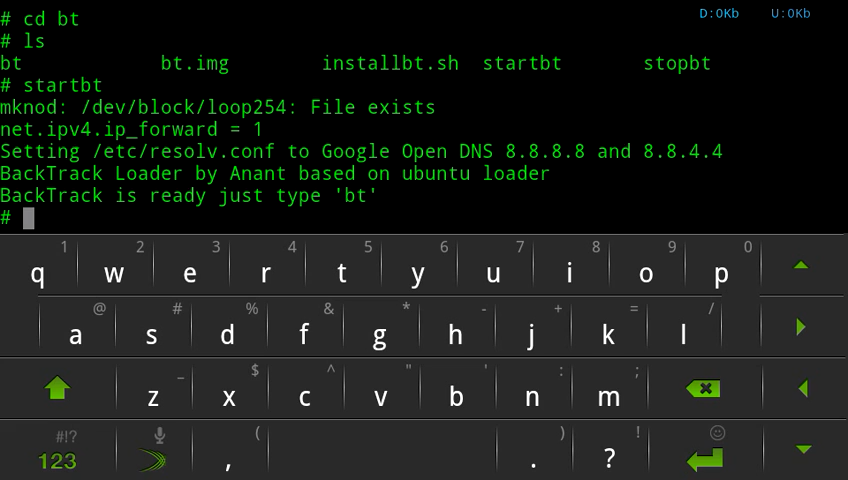 D:0Kb U:0Kb
# cd bt
# ls
bt bt.img installbt.sh startbt stopbt
# startbt
mknod: /dev/block/loop254: File exists
net.ipv4.ip_forward = 1
Setting /etc/resolv.conf to Google Open DNS 8.8.8.8 and 8.8.4.4
BackTrack Loader by Anant based on ubuntu loader
BackTrack is ready just type 'bt'
#
1 2 3 4 5 6 7 8 9 0
q w e r t y u i o p
@ # % & * - + = /
a s d f g h j k l
_ $ ^ " ' : ;
z x c v b n m
#!? ( ) !
123 , . ?